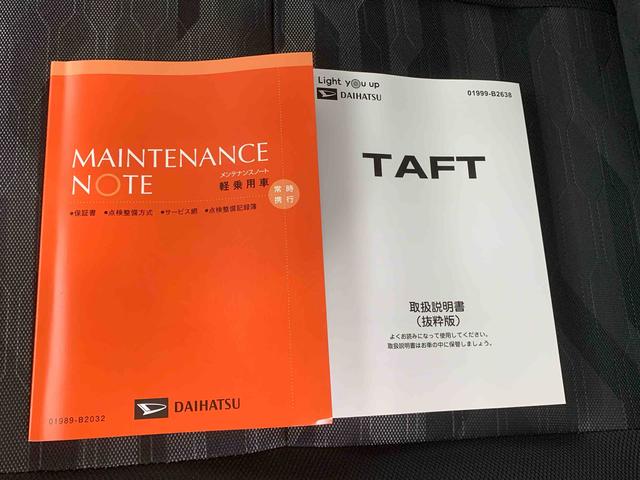 MAINTENANCE
NOTE
メンテナンスノート
軽乗用車
常時
携行
●保証書 ●点検整備方式 ●サービス網 ●点検整備記録簿
DAIHATSU
01989-B2032
Light you up
DAIHATSU
01999-B2638
TAFT
取扱説明書
(抜粋版)
よくお読みになって使用してください。
取扱説明書はお車の中に保管しましょう。